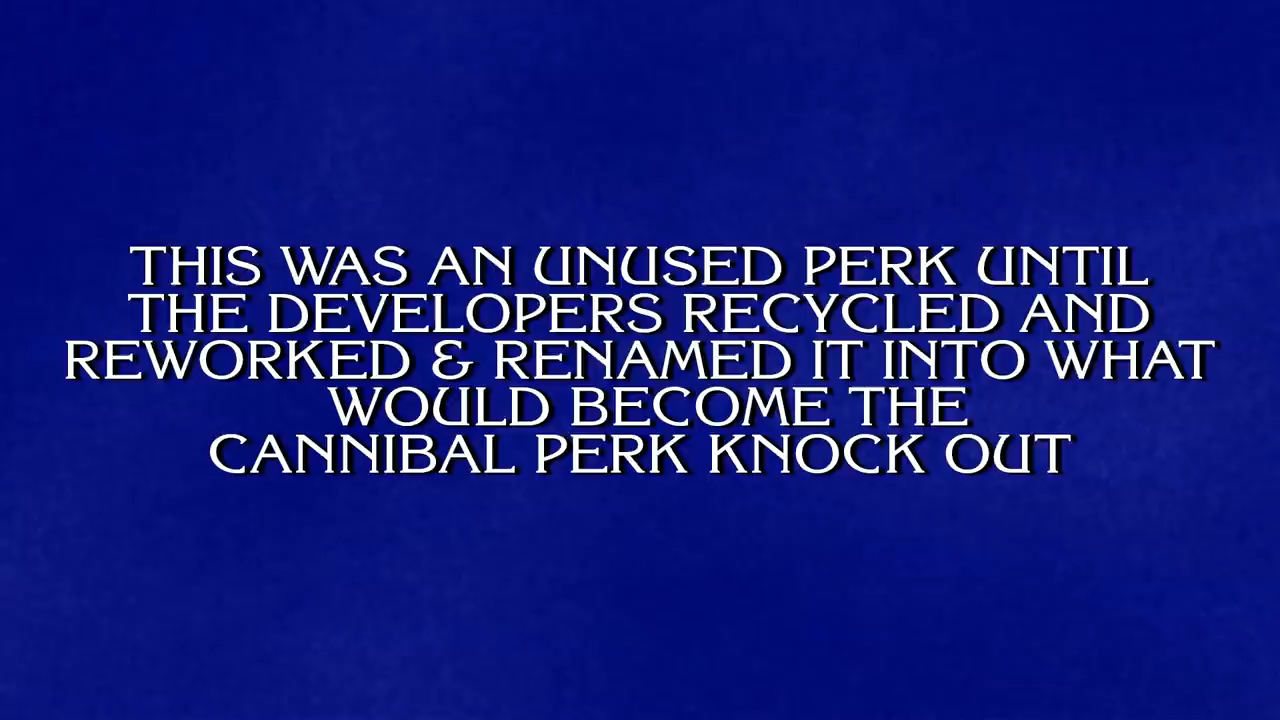 THIS WAS AN UNUSED PERK UNTIL
THE DEVELOPERS RECYCLED AND
REWORKED & RENAMED IT INTO WHAT
WOULD BECOME THE
CANNIBAL PERK KNOCK OUT